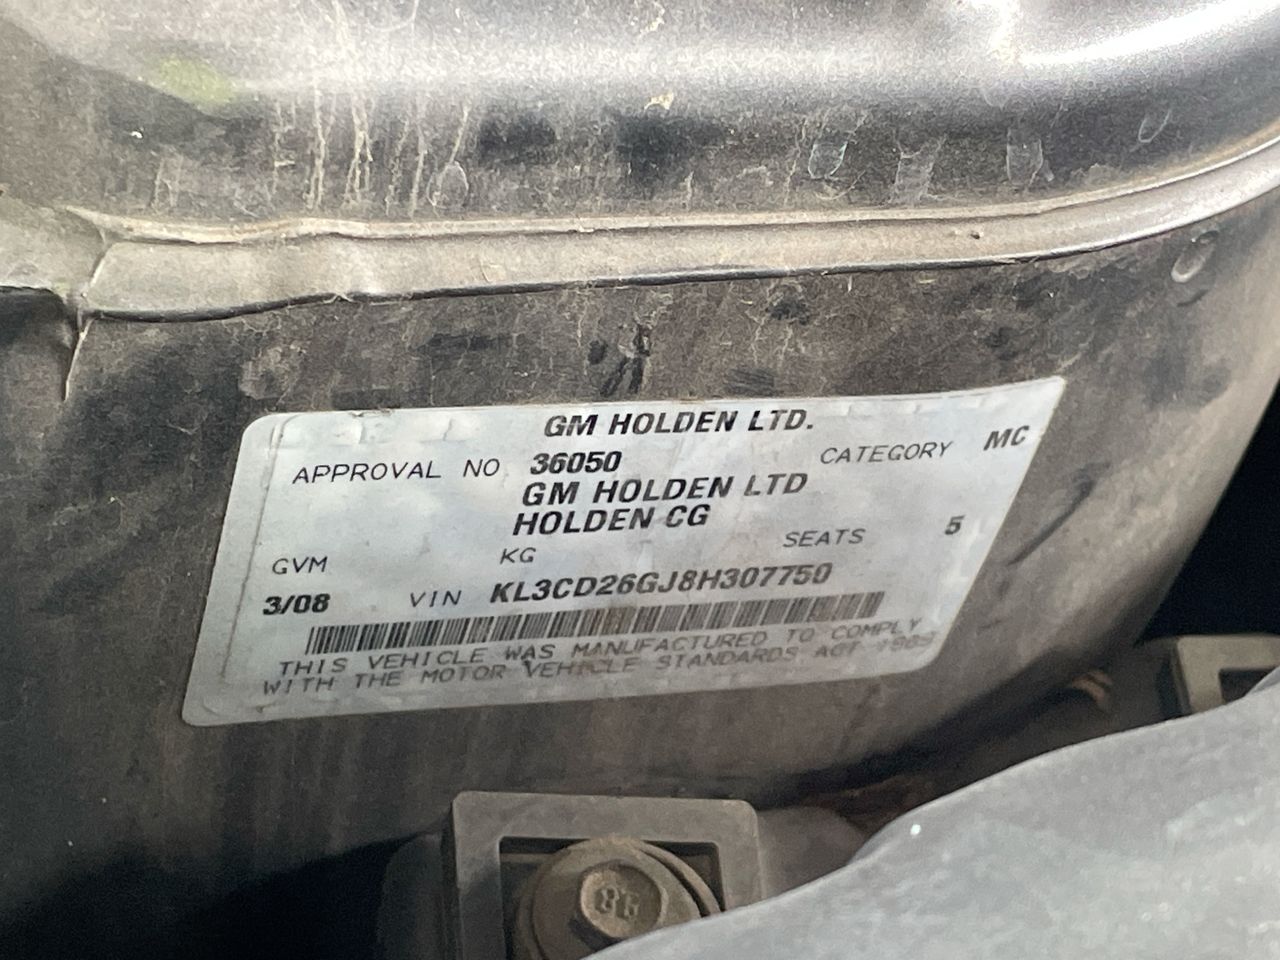 GM HOLDEN LTD.
APPROVAL NO 36050 CATEGORY MC
GM HOLDEN LTD
HOLDEN CG
GVM KG SEATS 5
3/08 VIN KL3CD26GJ8H307750
THIS VEHICLE WAS MANUFACTURED TO COMPLY
WITH THE MOTOR VEHICLE STANDARDS ACT 1989